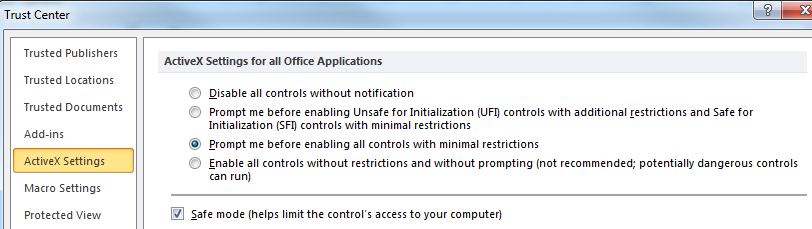 Trust Center
Trusted Publishers
Trusted Locations
Trusted Documents
Add-ins
ActiveX Settings
Macro Settings
Protected View
ActiveX Settings for all Office Applications
Disable all controls without notification
Prompt me before enabling Unsafe for Initialization (UFI) controls with additional restrictions and Safe for
Initialization (SFI) controls with minimal restrictions
Prompt me before enabling all controls with minimal restrictions
Enable all controls without restrictions and without prompting (not recommended; potentially dangerous controls
can run)
Safe mode (helps limit the control's access to your computer)